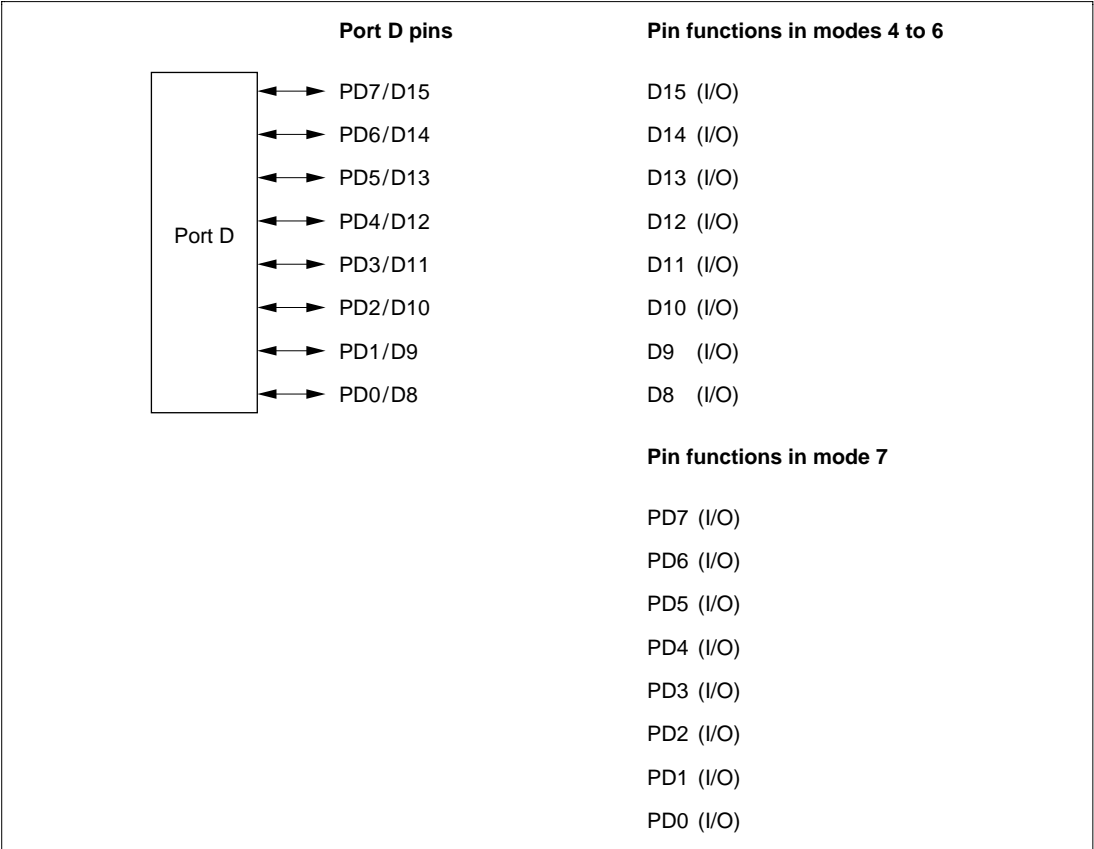 Port D pins Pin functions in modes 4 to 6
PD7/D15 D15 (I/O)
PD6/D14 D14 (I/O)
PD5/D13 D13 (I/O)
PD4/D12 D12 (I/O)
Port D
PD3/D11 D11 (I/O)
PD2/D10 D10 (I/O)
PD1/D9 D9 (I/O)
PD0/D8 D8 (I/O)
Pin functions in mode 7
PD7 (I/O)
PD6 (I/O)
PD5 (I/O)
PD4 (I/O)
PD3 (I/O)
PD2 (I/O)
PD1 (I/O)
PD0 (I/O)